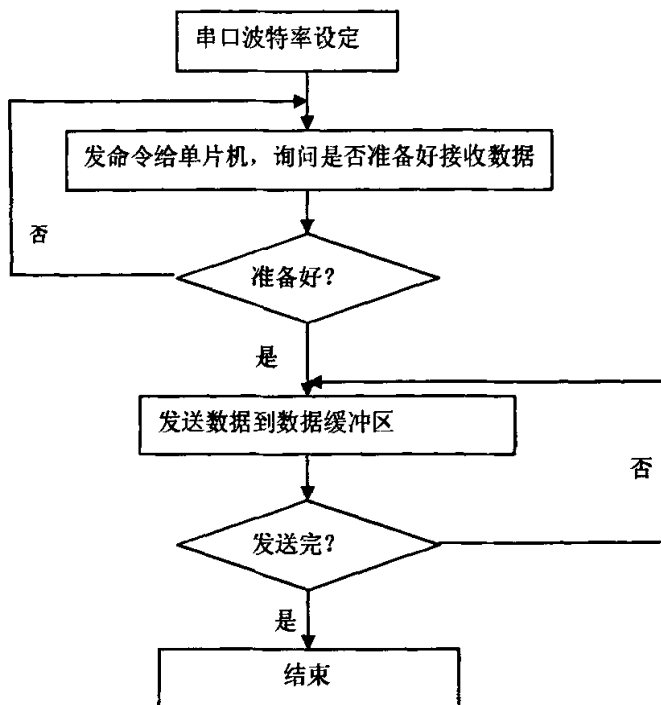 串口波特率设定
发命令给单片机，询问是否准备好接收数据
否
准备好？
是
发送数据到数据缓冲区
否
发送完？
是
结束